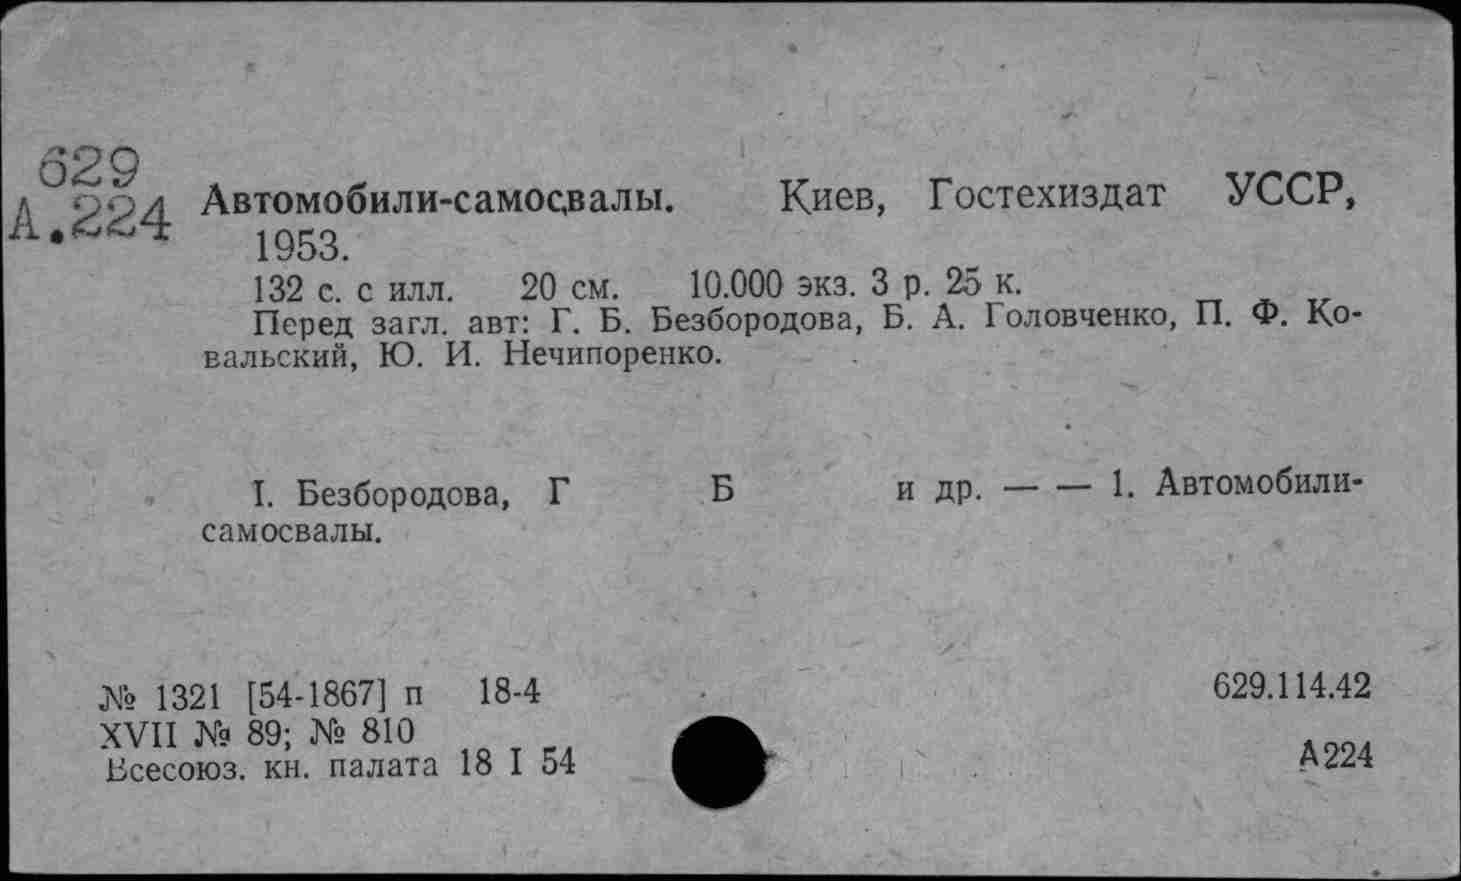 629
А.224
Автомобили-самосвалы. Киев, Гостехиздат УССР,
1953.
132 с. с илл. 20 см. 10.000 экз. 3 р. 25 к.
Перед загл. авт: Г. Б. Безбородова, Б. А. Головченко, П. Ф. Ко-
вальский, Ю. И. Нечипоренко.
I. Безбородова, Г Б и др. — — 1. Автомобили-
самосвалы.
№ 1321 [54-1867] п 18-4
XVII № 89; № 810
Всесоюз. кн. палата 18 I 54
629.114.42
А224